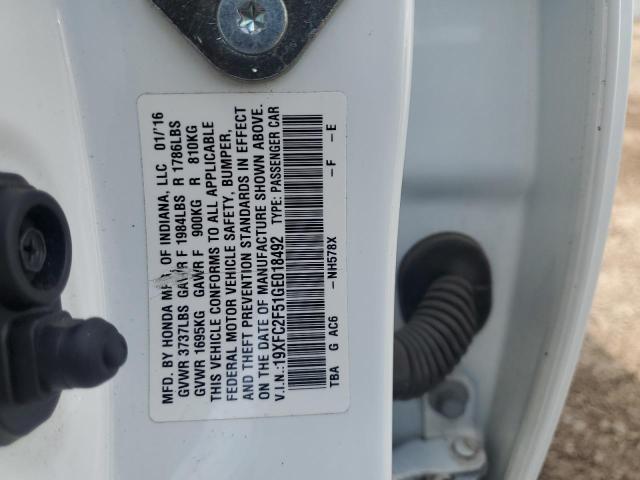 MFD. BY HONDA MFG. OF INDIANA, LLC 01/16
GVWR 3737LBS GAWR F 1984LBS R 1786LBS
GVWR 1695KG GAWR F 900KG R 810KG
THIS VEHICLE CONFORMS TO ALL APPLICABLE
FEDERAL MOTOR VEHICLE SAFETY, BUMPER,
AND THEFT PREVENTION STANDARDS IN EFFECT
ON THE DATE OF MANUFACTURE SHOWN ABOVE.
V.I.N.:19XFC2F51GE018492 TYPE: PASSENGER CAR
TBA G AC6 –NH578X –F –E